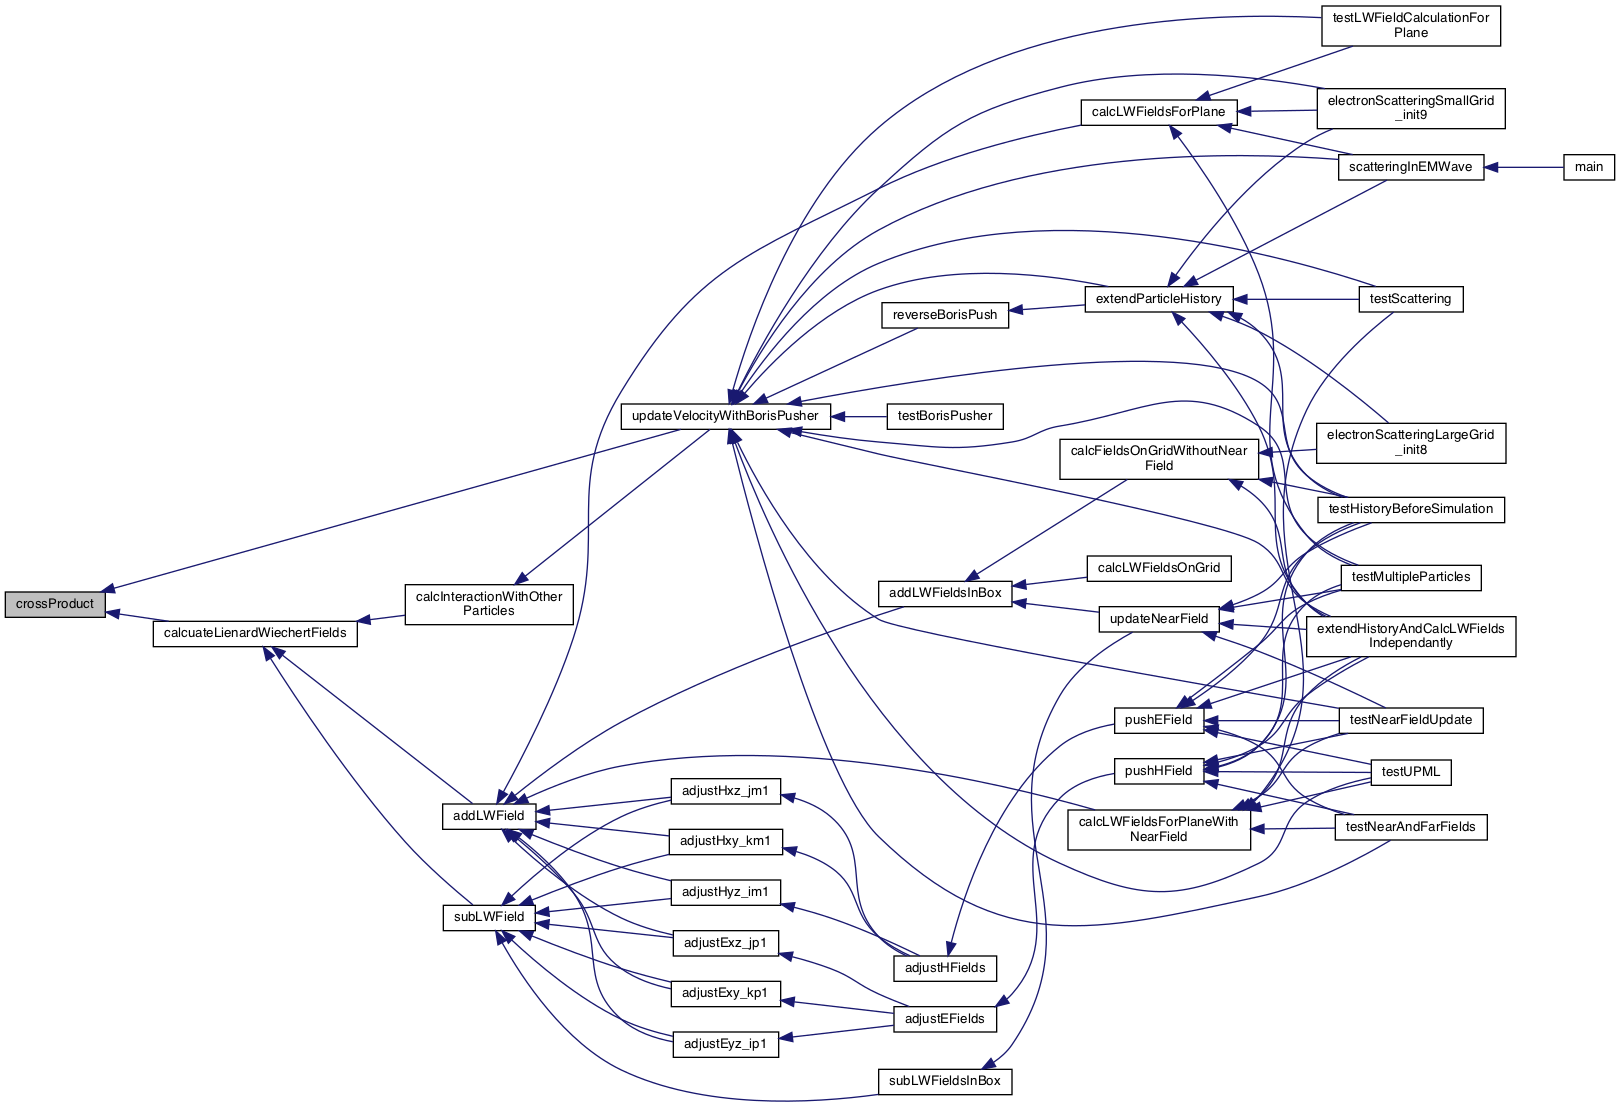 testLWFieldCalculationFor
Plane
electronScatteringSmallGrid
_init9
calcLWFieldsForPlane
scatteringInEMWave
main
extendParticleHistory
testScattering
reverseBorisPush
updateVelocityWithBorisPusher
testBorisPusher
electronScatteringLargeGrid
_init8
calcFieldsOnGridWithoutNear
Field
testHistoryBeforeSimulation
calcLWFieldsOnGrid
testMultipleParticles
crossProduct
calcInteractionWithOther
Particles
addLWFieldsInBox
updateNearField
calcuateLienardWiechertFields
extendHistoryAndCalcLWFields
Independantly
pushEField
testNearFieldUpdate
pushHField
testUPML
adjustHxz_jm1
addLWField
calcLWFieldsForPlaneWith
NearField
testNearAndFarFields
adjustHxy_km1
adjustHyz_im1
subLWField
adjustExz_jp1
adjustHFields
adjustExy_kp1
adjustEFields
adjustEyz_ip1
subLWFieldsInBox